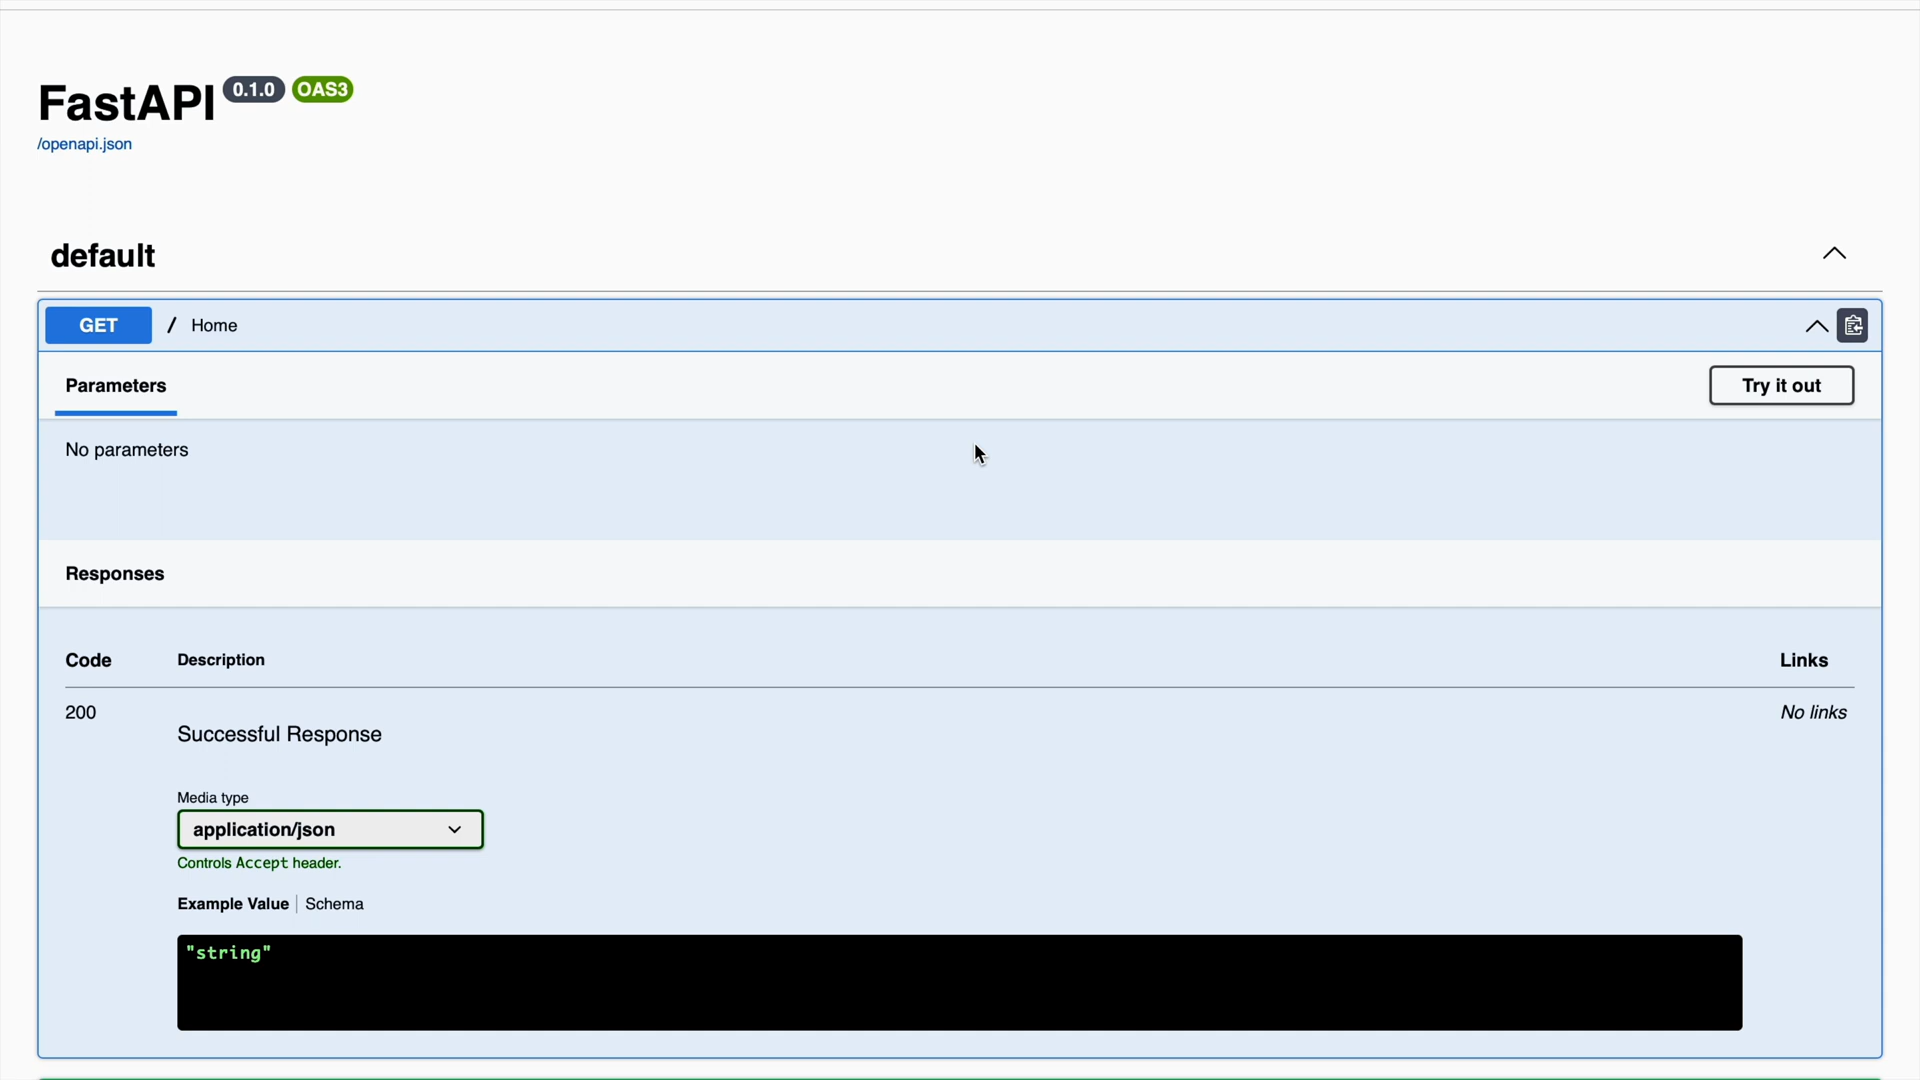 FastAPI 0.1.0 OAS3
/openapi.json
default
GET / Home
Parameters Try it out
No parameters
Responses
Code Description Links
200 No links
Successful Response
Media type
application/json
Controls Accept header.
Example Value Schema
"string"